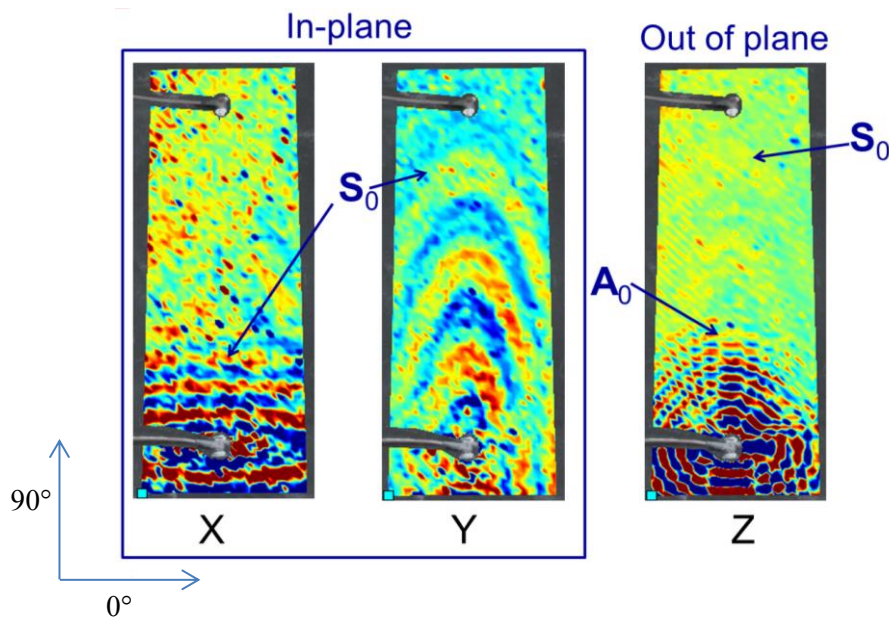 In-plane
Out of plane
S₀
S₀
A₀
X
Y
Z
90°
0°